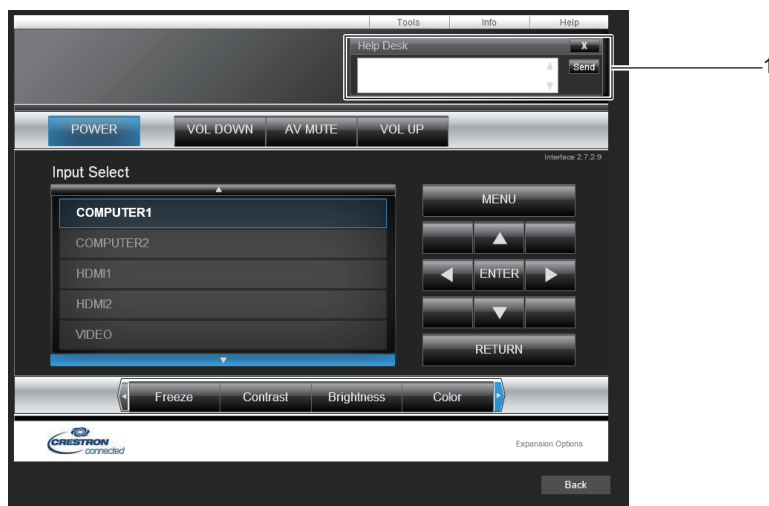 Tools Info Help
Help Desk X
Send
1
POWER VOL DOWN AV MUTE VOL UP
Interface 2.7.2.9
Input Select
COMPUTER1
COMPUTER2
HDMI1
HDMI2
VIDEO
MENU
ENTER
RETURN
Freeze Contrast Brightness Color
CRESTRON
connected
Expansion Options
Back